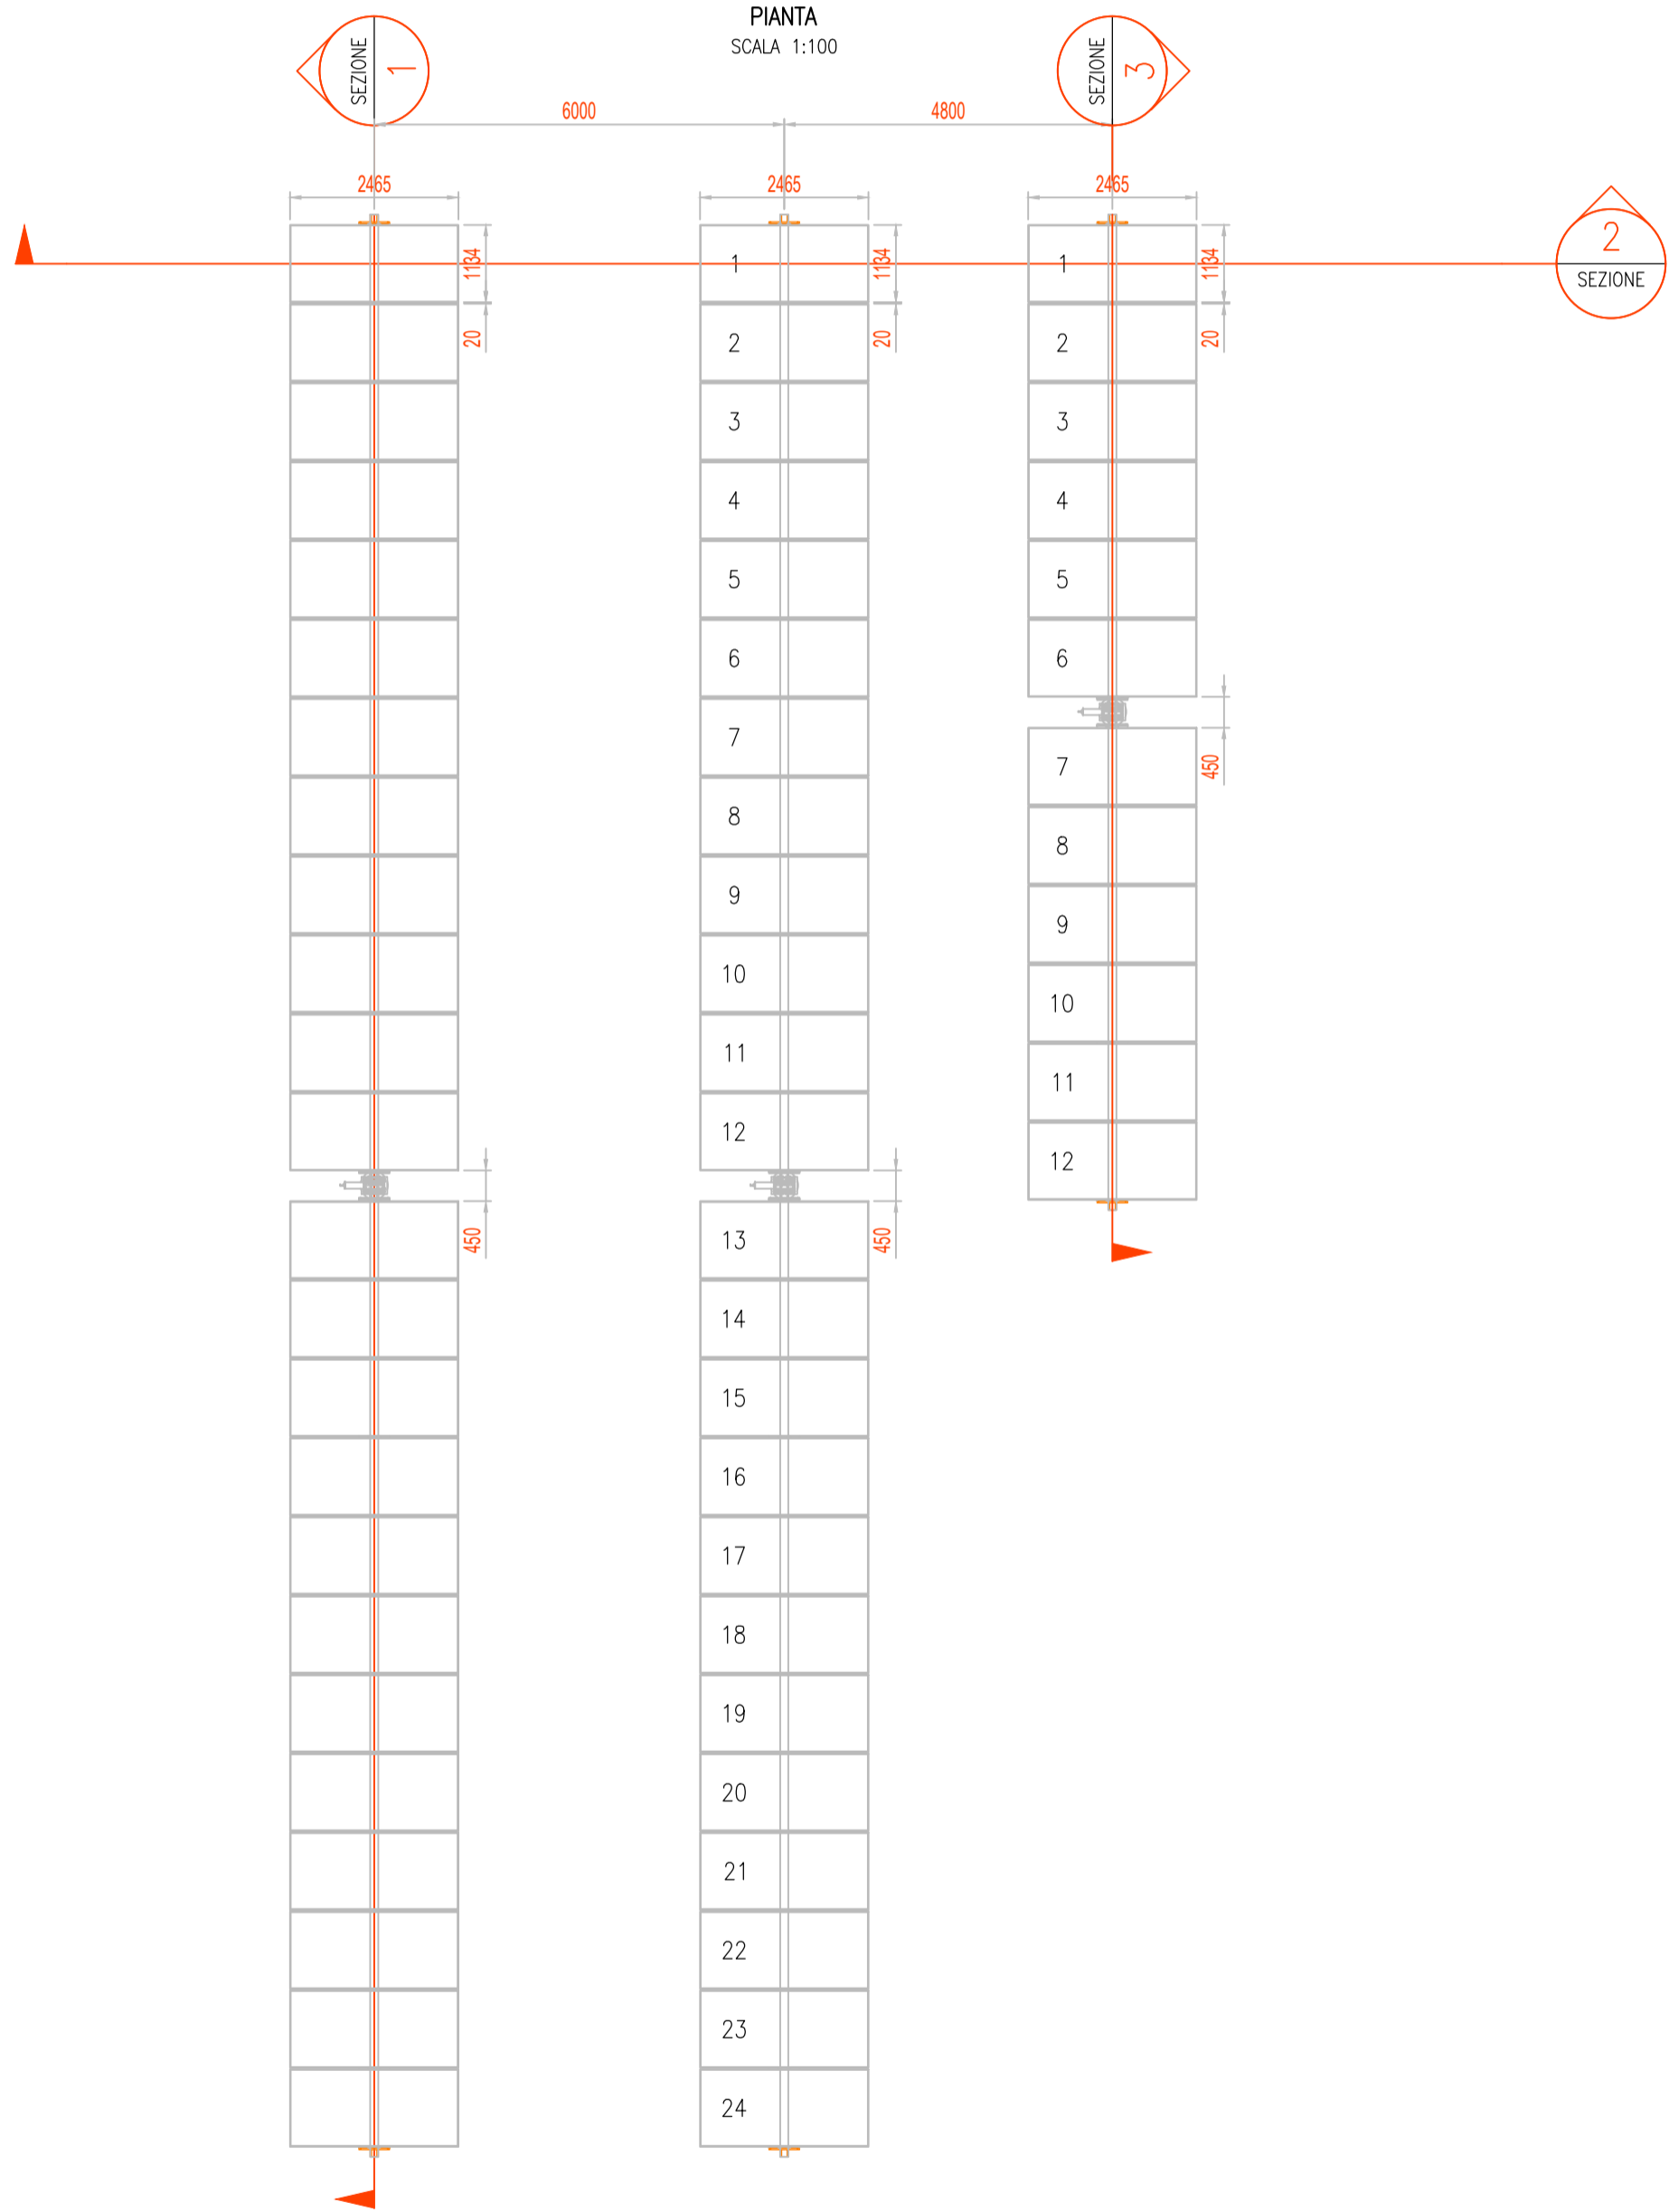 PIANTA
SCALA 1:100
SEZIONE 1
SEZIONE 3
6000 4800
2465 2465 2465
2
SEZIONE
1134 1 1134 1 1134
20 2 20 2 20
3 3
4 4
5 5
6 6
7 7 450
8 8
9 9
10 10
11 11
12 12
450 13 450
14
15
16
17
18
19
20
21
22
23
24